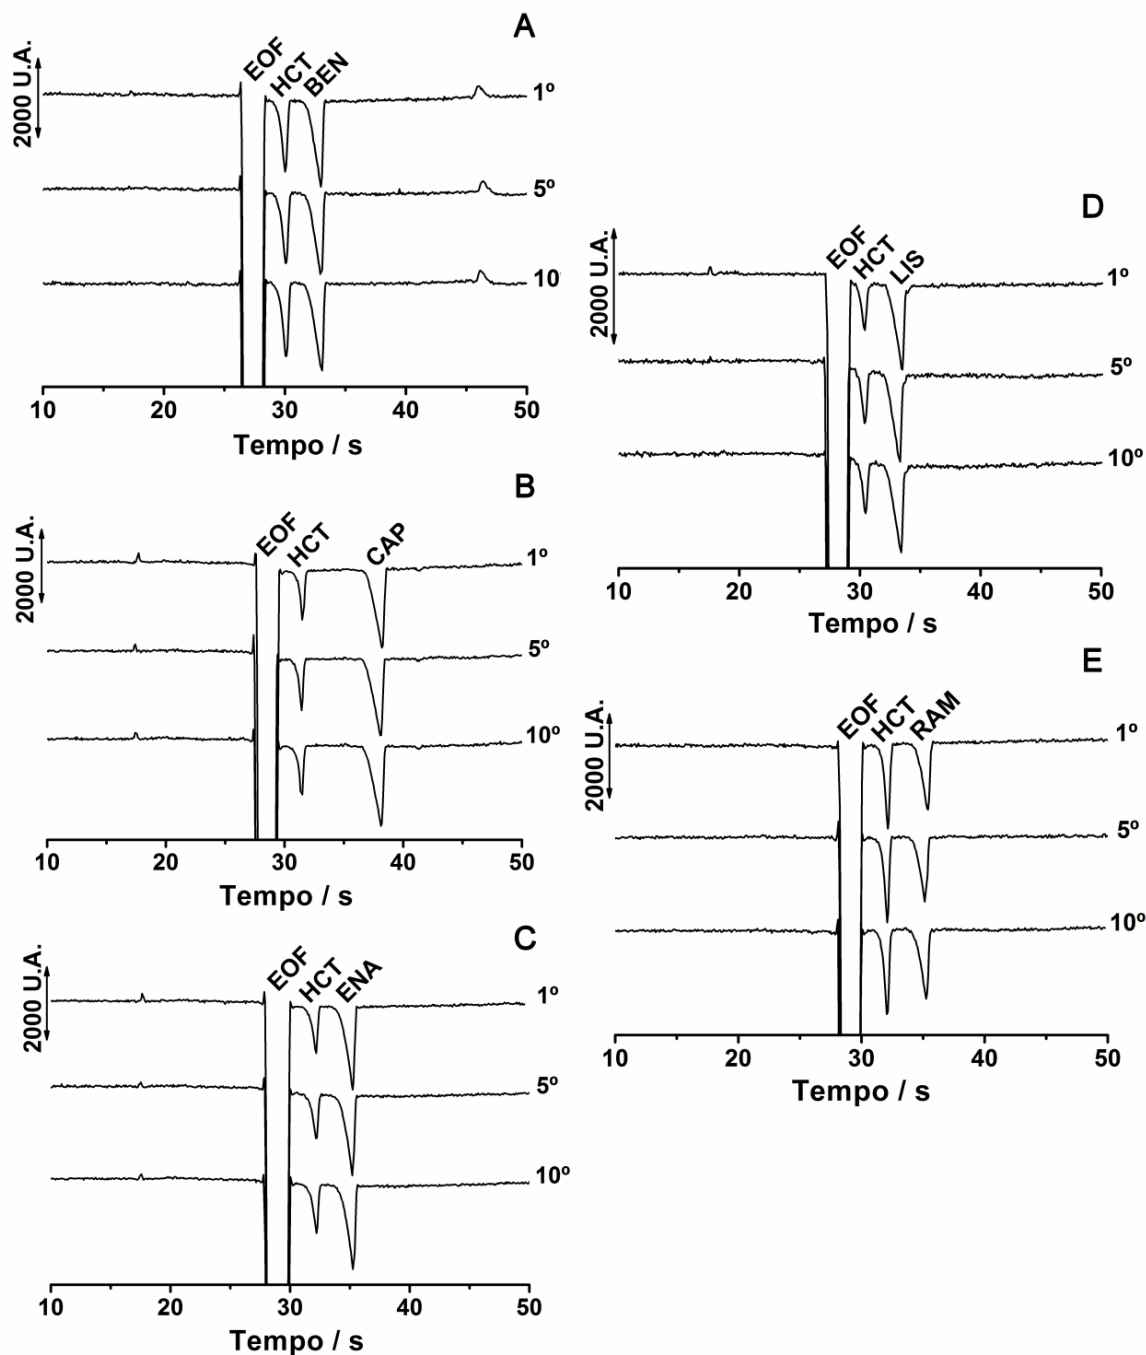 A
2000 U.A.
EOF HCT BEN
1º
5º
10
10 20 30 40 50
Tempo / s
B
2000 U.A.
EOF HCT CAP
1º
5º
10º
10 20 30 40 50
Tempo / s
C
2000 U.A.
EOF HCT ENA
1º
5º
10º
10 20 30 40 50
Tempo / s
D
2000 U.A.
EOF HCT LIS
1º
5º
10º
10 20 30 40 50
Tempo / s
E
2000 U.A.
EOF HCT RAM
1º
5º
10º
10 20 30 40 50
Tempo / s